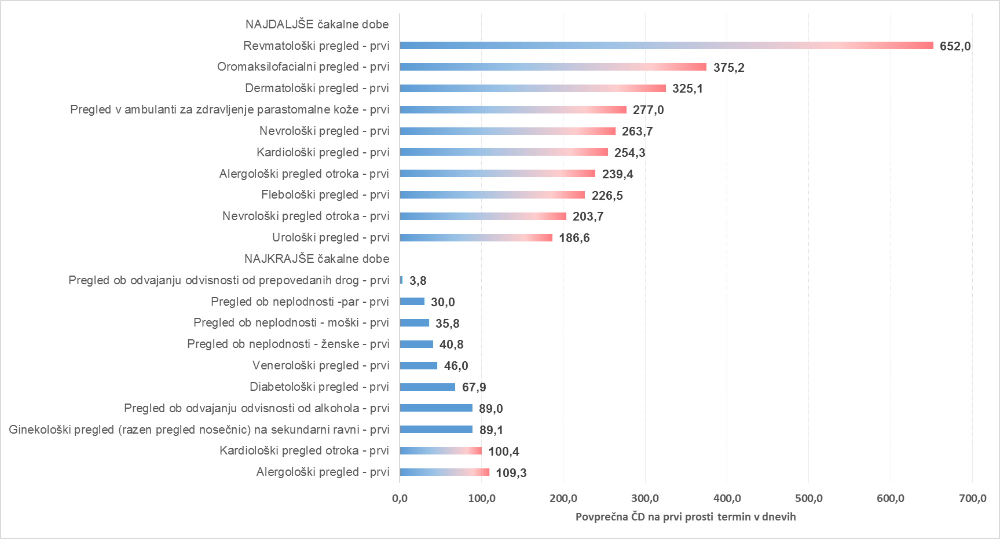 NAJDALJŠE čakalne dobe
Revmatološki pregled - prvi 652,0
Oromaksilofacialni pregled - prvi 375,2
Dermatološki pregled - prvi 325,1
Pregled v ambulanti za zdravljenje parastomalne kože - prvi 277,0
Nevrološki pregled - prvi 263,7
Kardiološki pregled - prvi 254,3
Alergološki pregled otroka - prvi 239,4
Flebološki pregled - prvi 226,5
Nevrološki pregled otroka - prvi 203,7
Urološki pregled - prvi 186,6
NAJKRAJŠE čakalne dobe
Pregled ob odvajanju odvisnosti od prepovedanih drog - prvi 3,8
Pregled ob neplodnosti -par - prvi 30,0
Pregled ob neplodnosti - moški - prvi 35,8
Pregled ob neplodnosti - ženske - prvi 40,8
Venerološki pregled - prvi 46,0
Diabetološki pregled - prvi 67,9
Pregled ob odvajanju odvisnosti od alkohola - prvi 89,0
Ginekološki pregled (razen pregled nosečnic) na sekundarni ravni - prvi 89,1
Kardiološki pregled otroka - prvi 100,4
Alergološki pregled - prvi 109,3
0,0 100,0 200,0 300,0 400,0 500,0 600,0 700,0
Povprečna ČD na prvi prosti termin v dnevih